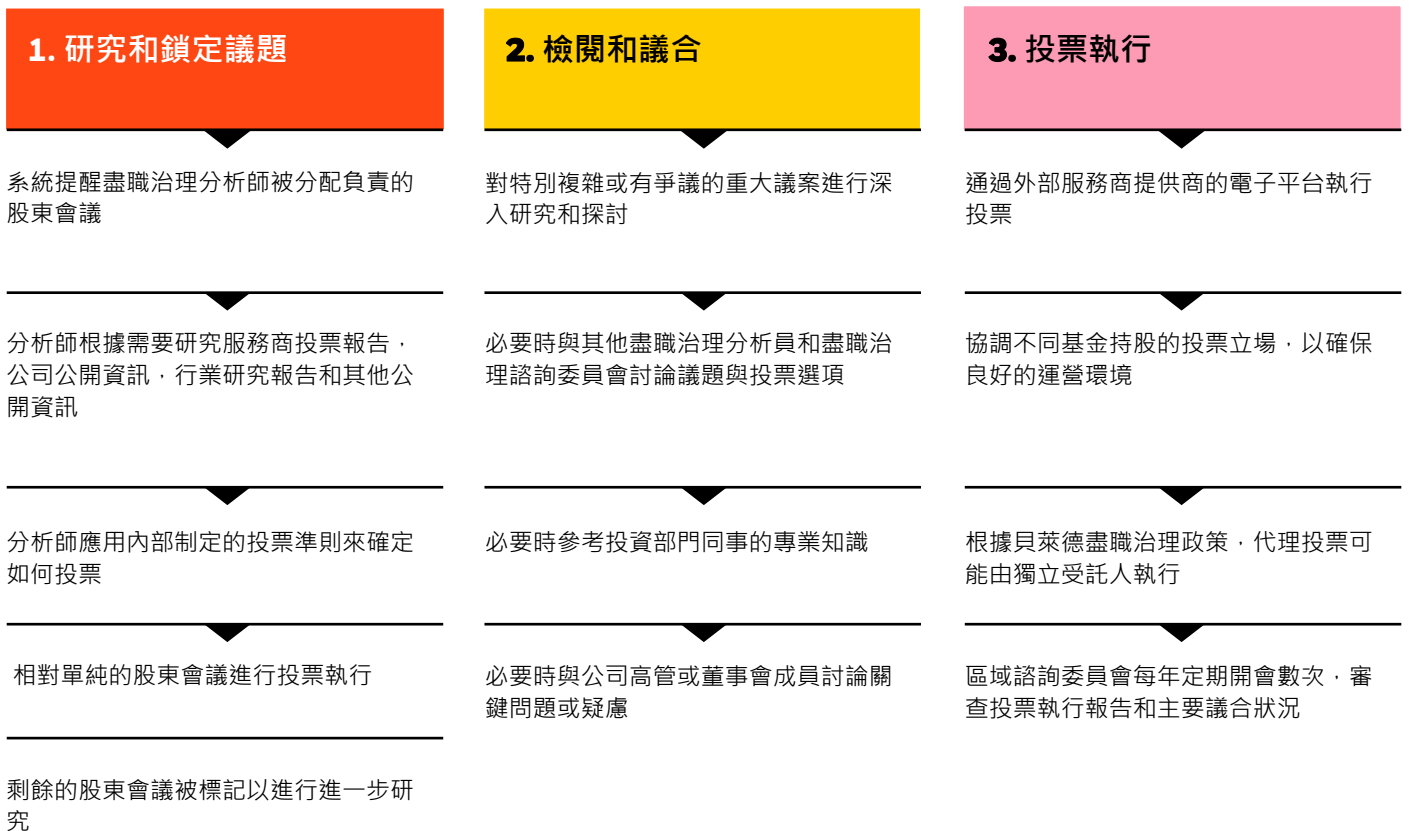 1. 研究和鎖定議題
系統提醒盡職治理分析師被分配負責的
股東會議
分析師根據需要研究服務商投票報告，
公司公開資訊，行業研究報告和其他公
開資訊
分析師應用內部制定的投票準則來確定
如何投票
相對單純的股東會議進行投票執行
剩餘的股東會議被標記以進行進一步研
究
2. 檢閱和議合
對特別複雜或有爭議的重大議案進行深
入研究和探討
必要時與其他盡職治理分析員和盡職治
理諮詢委員會討論議題與投票選項
必要時參考投資部門同事的專業知識
必要時與公司高管或董事會成員討論關
鍵問題或疑慮
3. 投票執行
通過外部服務商提供商的電子平台執行
投票
協調不同基金持股的投票立場，以確保
良好的運營環境
根據貝萊德盡職治理政策，代理投票可
能由獨立受託人執行
區域諮詢委員會每年定期開會數次，審
查投票執行報告和主要議合狀況